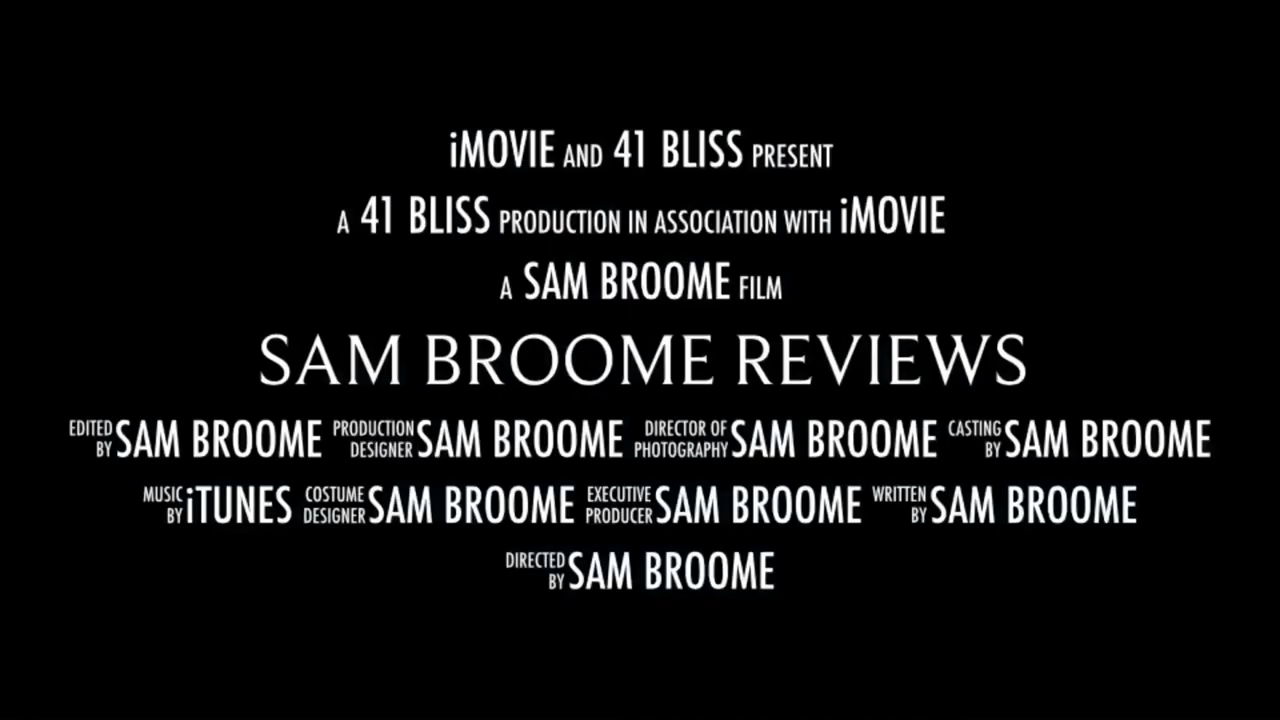 iMOVIE AND 41 BLISS PRESENT
A 41 BLISS PRODUCTION IN ASSOCIATION WITH iMOVIE
A SAM BROOME FILM
SAM BROOME REVIEWS
EDITED BY SAM BROOME PRODUCTION DESIGNER SAM BROOME DIRECTOR OF PHOTOGRAPHY SAM BROOME CASTING BY SAM BROOME
MUSIC BY iTUNES COSTUME DESIGNER SAM BROOME EXECUTIVE PRODUCER SAM BROOME WRITTEN BY SAM BROOME
DIRECTED BY SAM BROOME